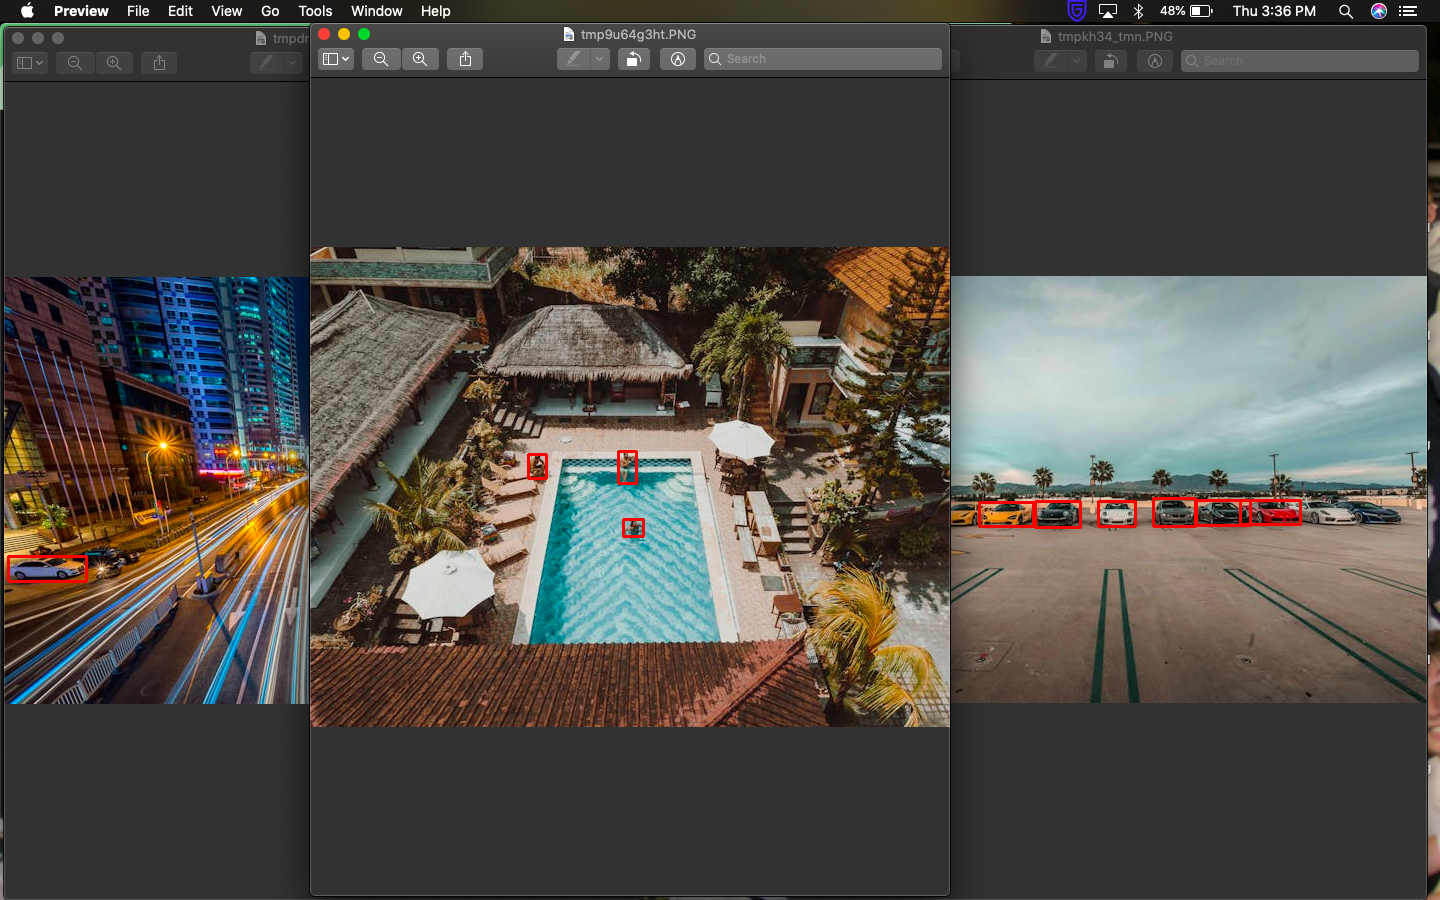 Preview File Edit View Go Tools Window Help 48% Thu 3:36 PM
tmpdr
tmp9u64g3ht.PNG
tmpkh34_tmn.PNG
Search
Search